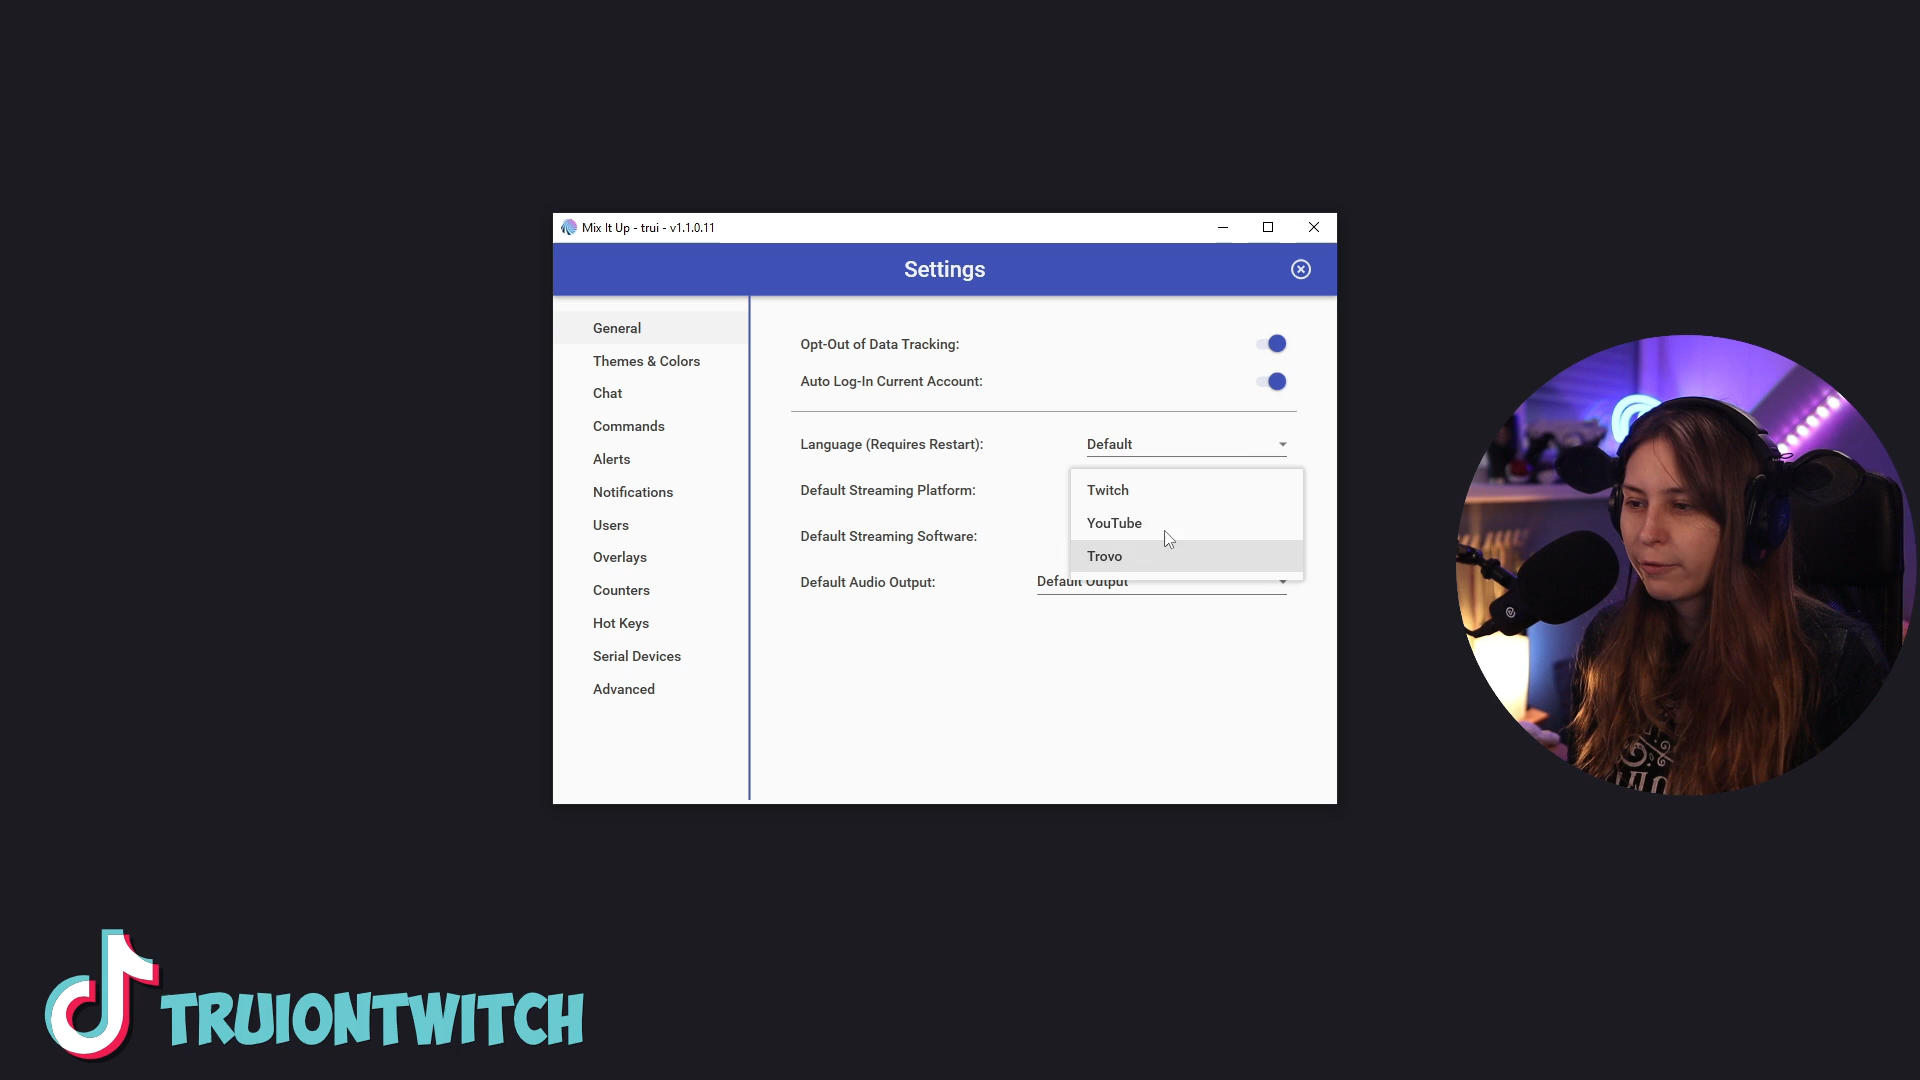 Mix It Up - trui - v1.1.0.11
Settings
General
Themes & Colors
Chat
Commands
Alerts
Notifications
Users
Overlays
Counters
Hot Keys
Serial Devices
Advanced
Opt-Out of Data Tracking:
Auto Log-In Current Account:
Language (Requires Restart):
Default
Default Streaming Platform:
Twitch
YouTube
Default Streaming Software:
Trovo
Default Audio Output:
Default Output
TRUIONTWITCH